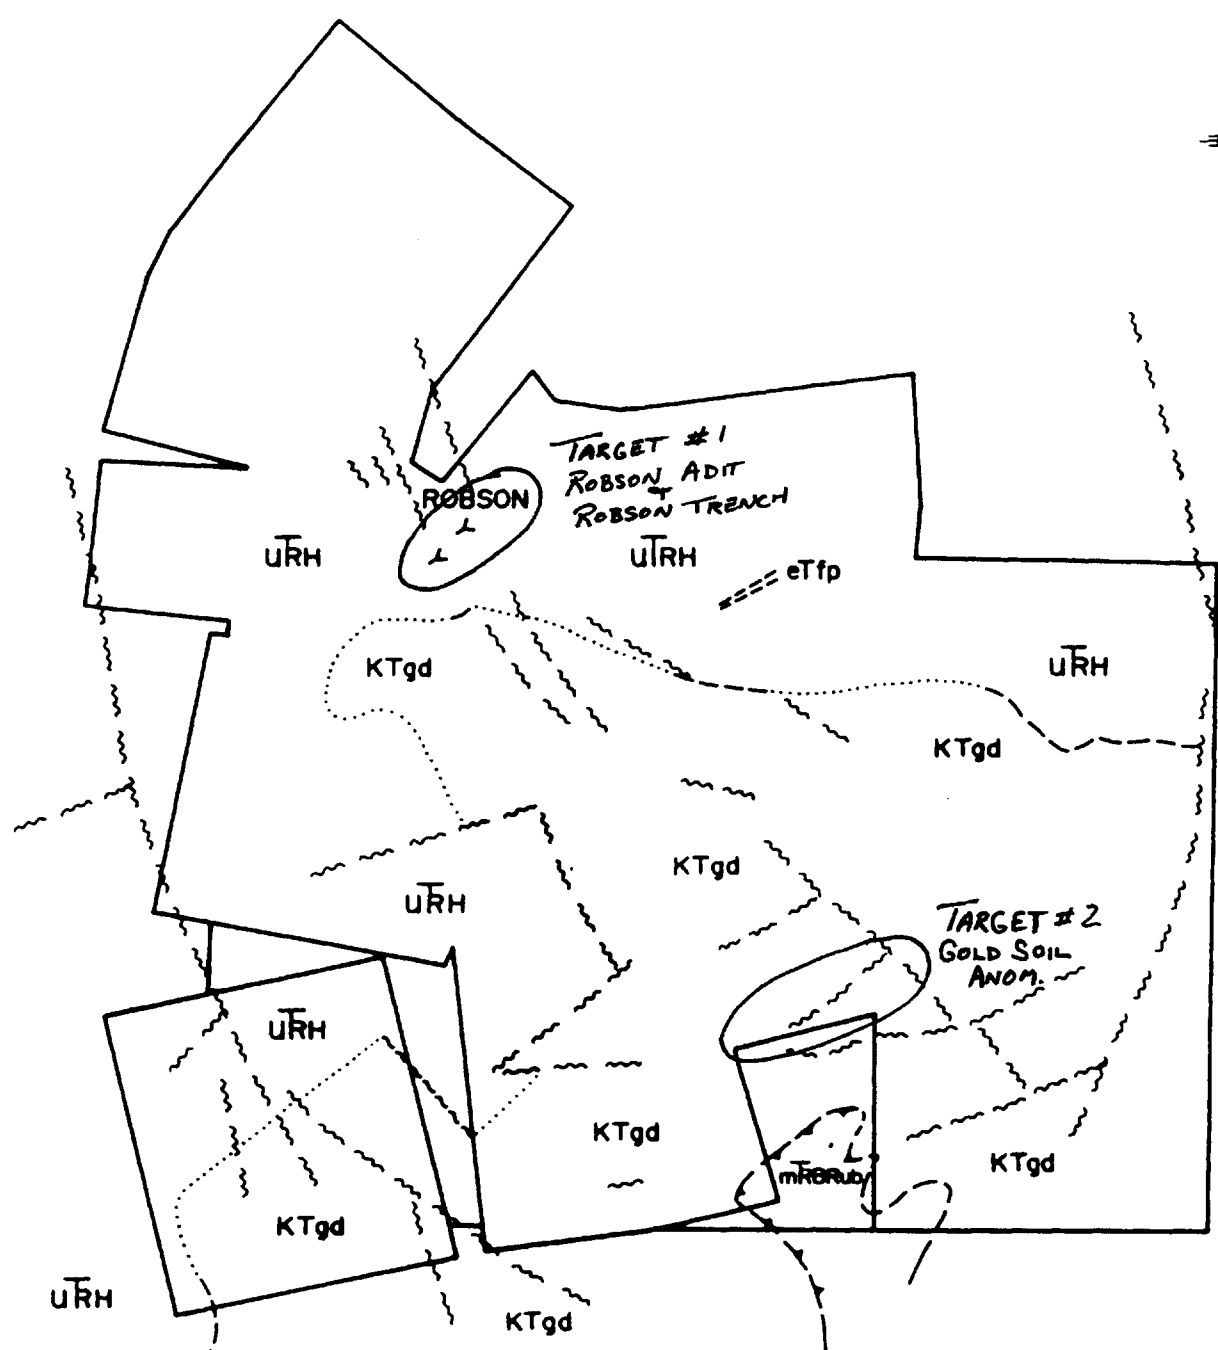 TARGET #1
ROBSON ADIT
&
ROBSON TRENCH
ROBSON
uTRH
uTRH
eTfp
KTgd
uTRH
KTgd
KTgd
uTRH
TARGET #2
GOLD SOIL
ANOM.
uTRH
KTgd
KTgd
KTgd
uTRH
KTgd